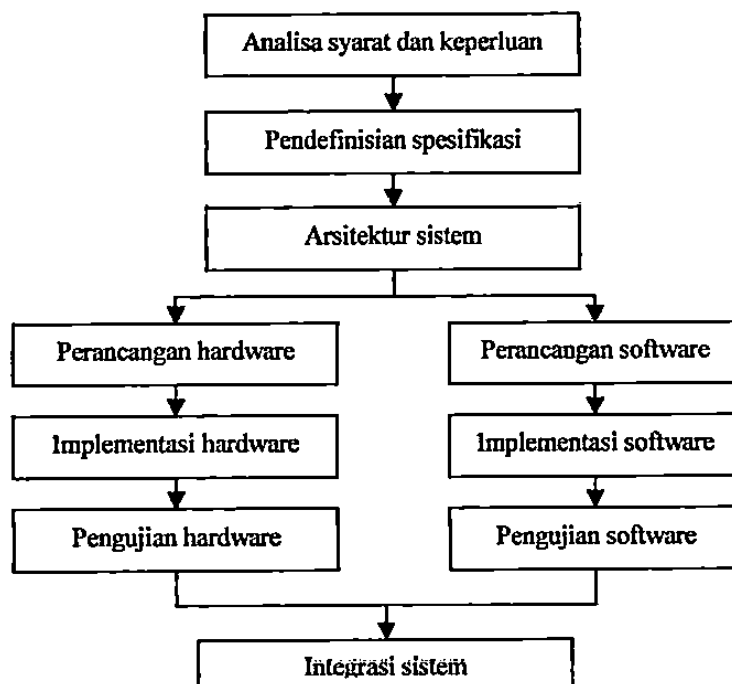 Analisa syarat dan keperluan
Pendefinisian spesifikasi
Arsitektur sistem
Perancangan hardware
Perancangan software
Implementasi hardware
Implementasi software
Pengujian hardware
Pengujian software
Integrasi sistem